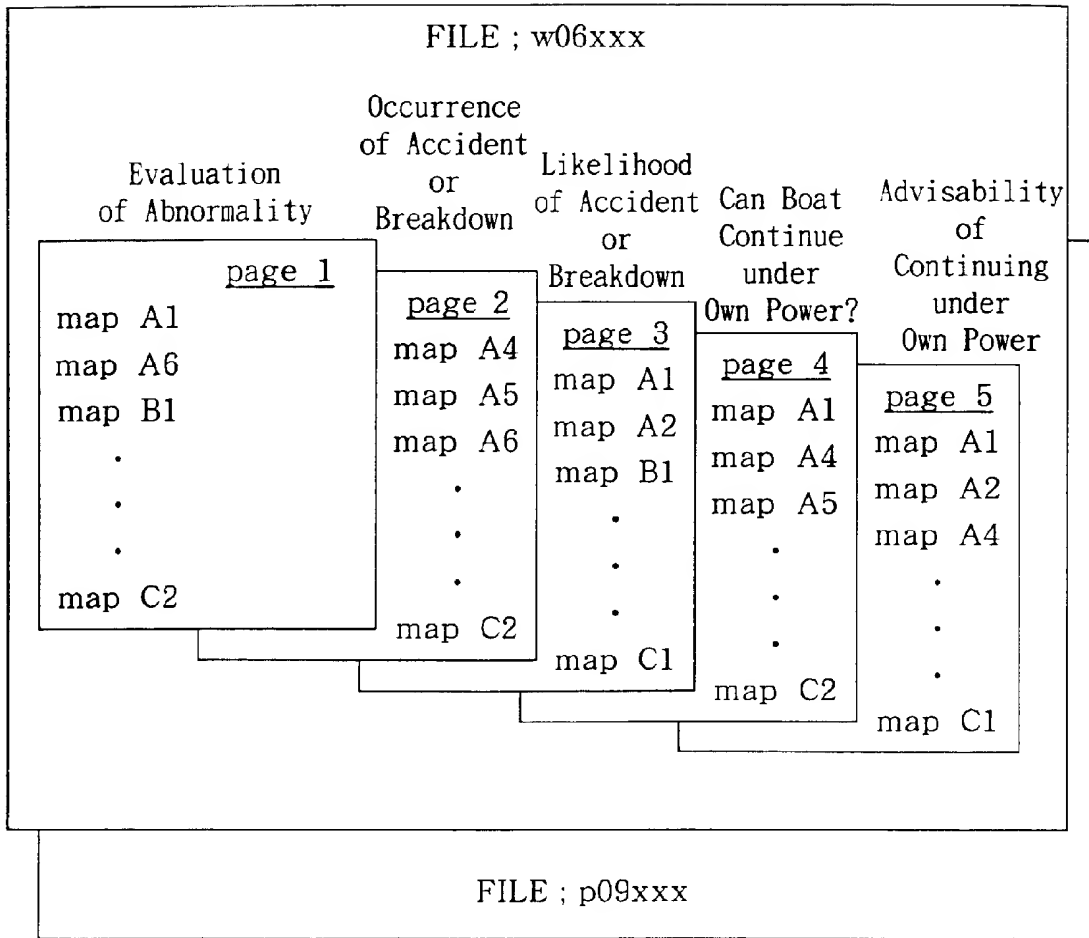 FILE ; w06xxx
Evaluation
of Abnormality
page 1
map A1
map A6
map B1
.
.
.
map C2
Occurrence
of Accident
or
Breakdown
page 2
map A4
map A5
map A6
.
.
.
map C2
Likelihood
of Accident
or
Breakdown
page 3
map A1
map A2
map B1
.
.
.
map C1
Can Boat
Continue
under
Own Power?
page 4
map A1
map A4
map A5
.
.
.
map C2
Advisability
of
Continuing
under
Own Power
page 5
map A1
map A2
map A4
.
.
.
map C1
FILE ; p09xxx